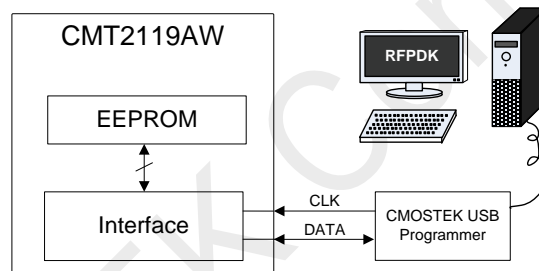 CMT2119AW
RFPDK
EEPROM
CLK
Interface
DATA
CMOSTEK USB
Programmer